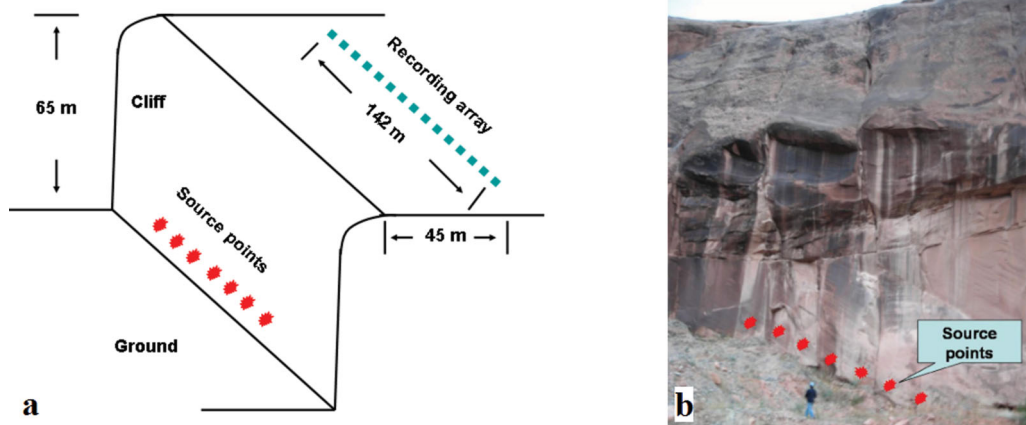 65 m
Cliff
Recording array
142 m
Source points
45 m
Ground
a
Source
points
b